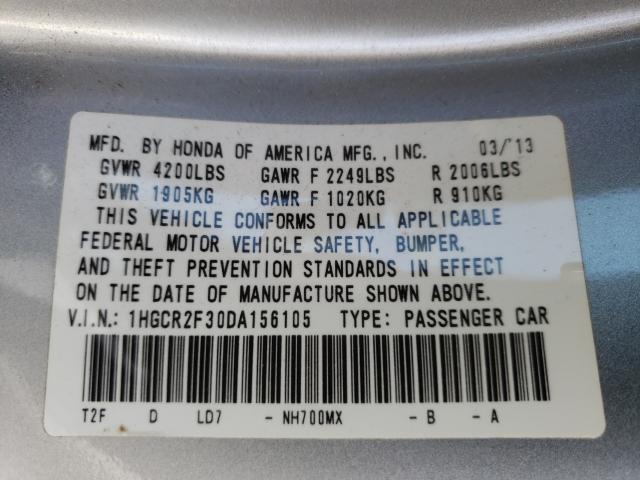 MFD. BY HONDA OF AMERICA MFG., INC. 03/'13
GVWR 4200LBS GAWR F 2249LBS R 2006LBS
GVWR 1905KG GAWR F 1020KG R 910KG
THIS VEHICLE CONFORMS TO ALL APPLICABLE
FEDERAL MOTOR VEHICLE SAFETY, BUMPER,
AND THEFT PREVENTION STANDARDS IN EFFECT
ON THE DATE OF MANUFACTURE SHOWN ABOVE.
V.I.N.: 1HGCR2F30DA156105 TYPE: PASSENGER CAR
T2F D LD7 - NH700MX - B - A